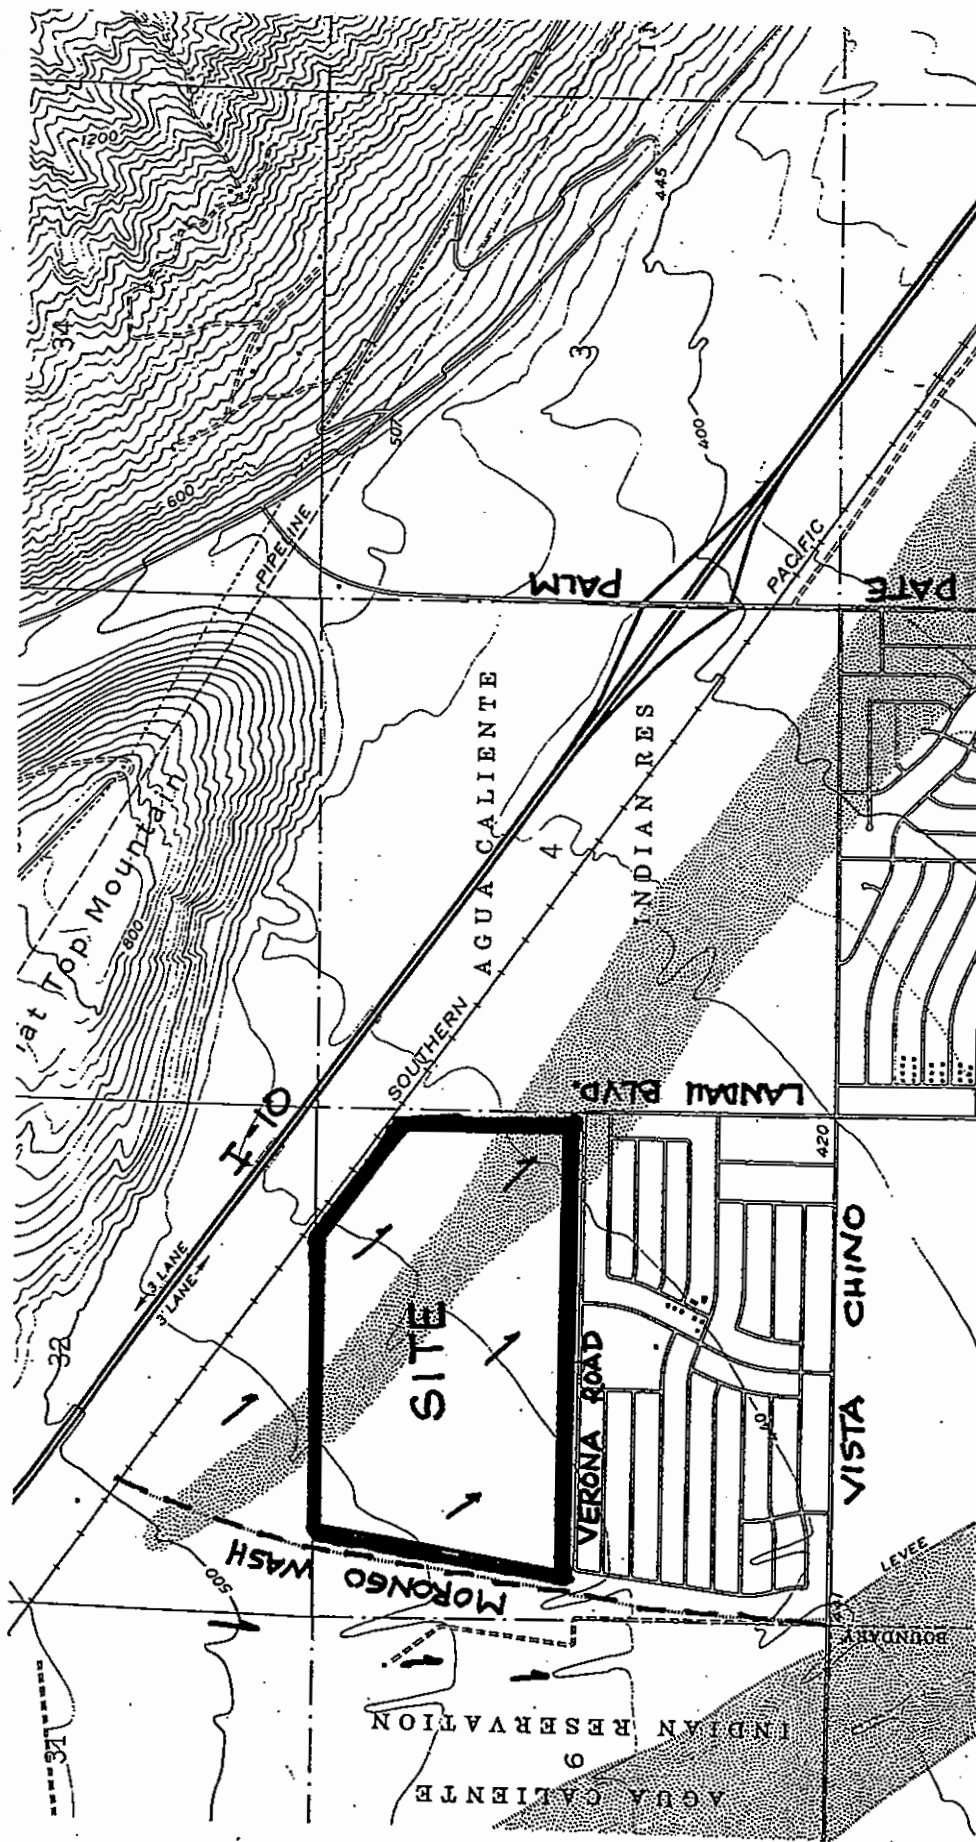 1200
34
IN
445
3
507
400
600
PIPELINE
PALM
PACIFIC
DATE
at Top Mountain
800
AGUA CALIENTE
INDIAN RES
4
SOUTHERN
I-10
LANDAU BLVD.
420
3 LANE
3 LANE
32
SITE
VERONA ROAD
VISTA CHINO
MORONGO WASH
500
LEVEE
BOUNDARY
31
INDIAN RESERVATION
6
AGUA CALIENTE